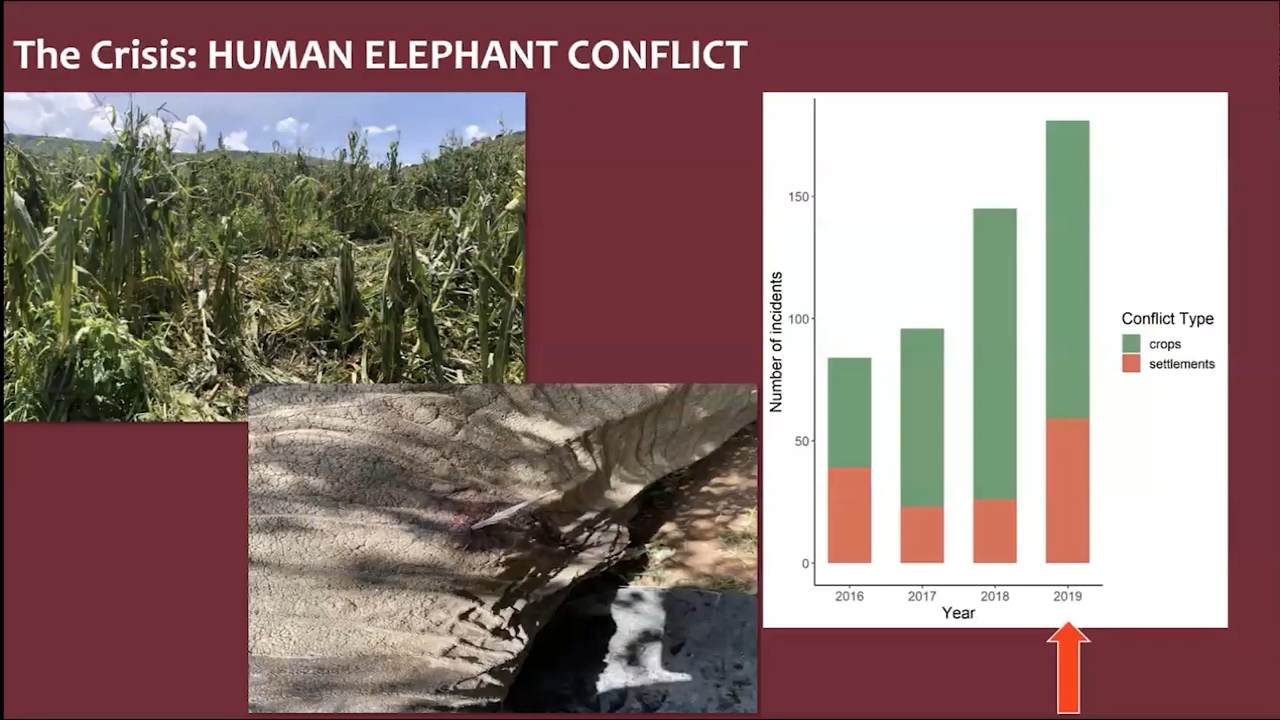 The Crisis: HUMAN ELEPHANT CONFLICT
150
100
50
0
Number of incidents
2016 2017 2018 2019
Year
Conflict Type
crops
settlements